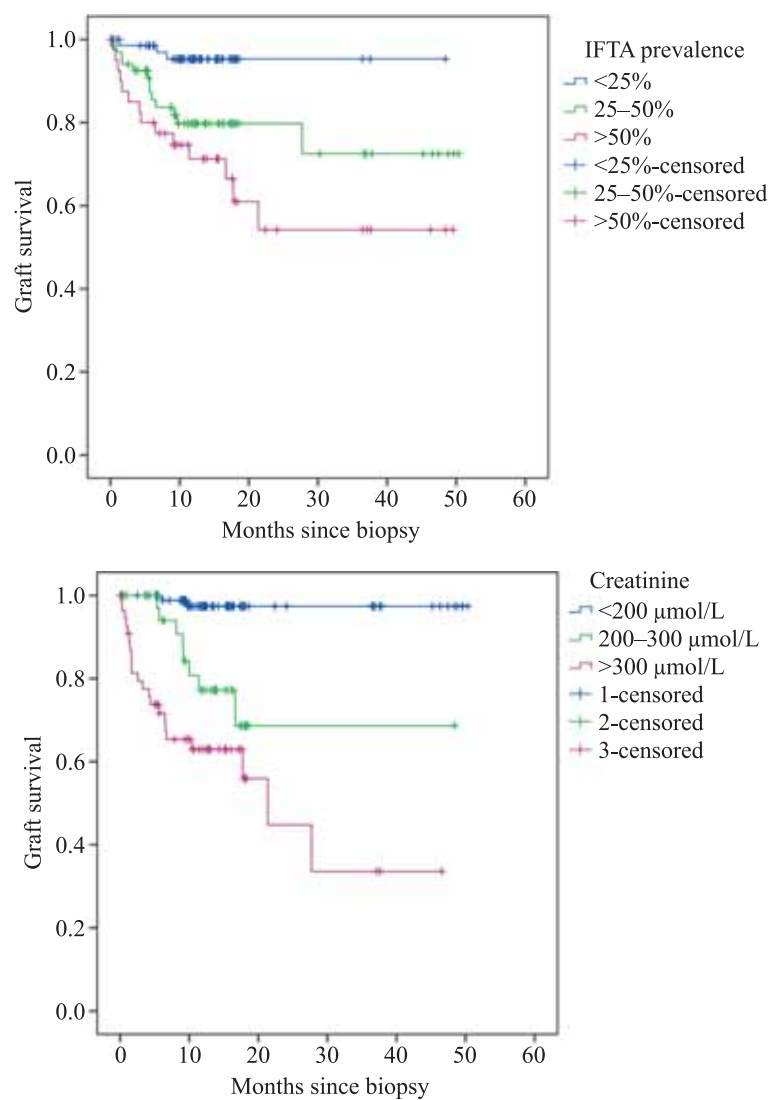 IFTA prevalence
<25%
25–50%
>50%
<25%-censored
25–50%-censored
>50%-censored
1.0
0.8
0.6
0.4
0.2
0.0
Graft survival
0 10 20 30 40 50 60
Months since biopsy
Creatinine
<200 µmol/L
200–300 µmol/L
>300 µmol/L
1-censored
2-censored
3-censored
1.0
0.8
0.6
0.4
0.2
0.0
Graft survival
0 10 20 30 40 50 60
Months since biopsy